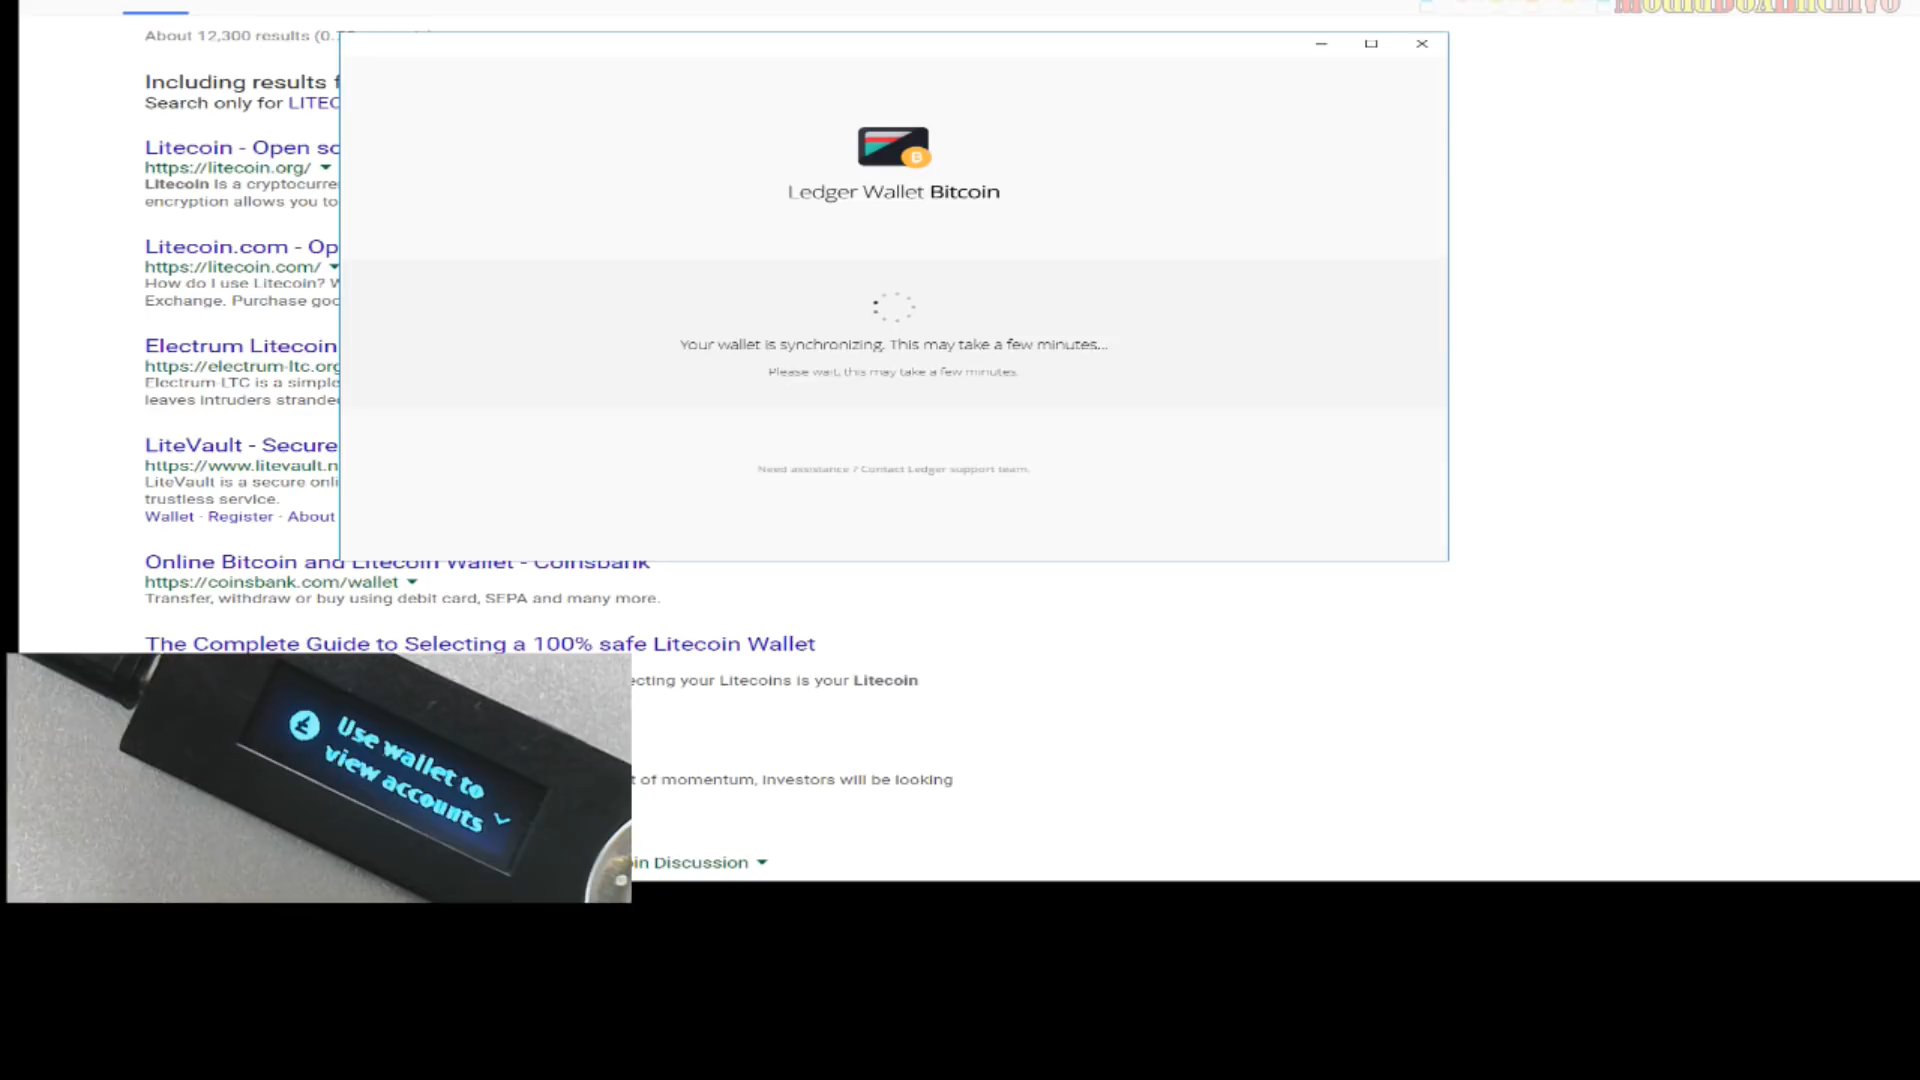 About 12,300 results (0.
Including results f
Search only for LITEC
Litecoin - Open so
https://litecoin.org/
Litecoin is a cryptocurre
encryption allows you to
Litecoin.com - Op
https://litecoin.com/
How do I use Litecoin? W
Exchange. Purchase goo
Electrum Litecoin
https://electrum-ltc.org
Electrum-LTC is a simple
leaves intruders strande
LiteVault - Secure
https://www.litevault.n
LiteVault is a secure onli
trustless service.
Wallet · Register · About
Online Bitcoin and Litecoin Wallet - Coinsbank
https://coinsbank.com/wallet
Transfer, withdraw or buy using debit card, SEPA and many more.
The Complete Guide to Selecting a 100% safe Litecoin Wallet
ecting your Litecoins is your Litecoin
t of momentum, investors will be looking
in Discussion
B
Ledger Wallet Bitcoin
Your wallet is synchronizing. This may take a few minutes...
Please wait, this may take a few minutes.
Need assistance ? Contact Ledger support team.
Use wallet to
view accounts